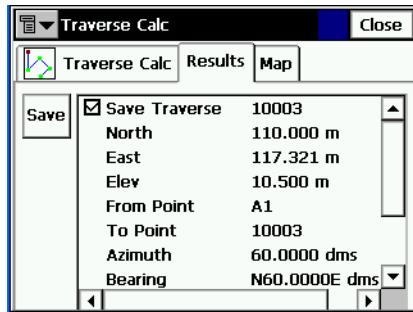 Traverse Calc Close
Traverse Calc Results Map
Save
Save Traverse 10003
North 110.000 m
East 117.321 m
Elev 10.500 m
From Point A1
To Point 10003
Azimuth 60.0000 dms
Bearing N60.0000E dms